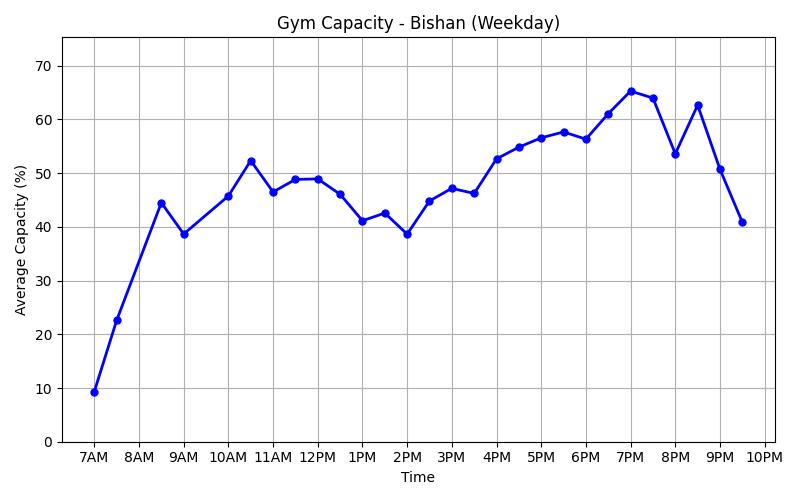 Gym Capacity - Bishan (Weekday)
Average Capacity (%)
70
60
50
40
30
20
10
0
7AM 8AM 9AM 10AM 11AM 12PM 1PM 2PM 3PM 4PM 5PM 6PM 7PM 8PM 9PM 10PM
Time